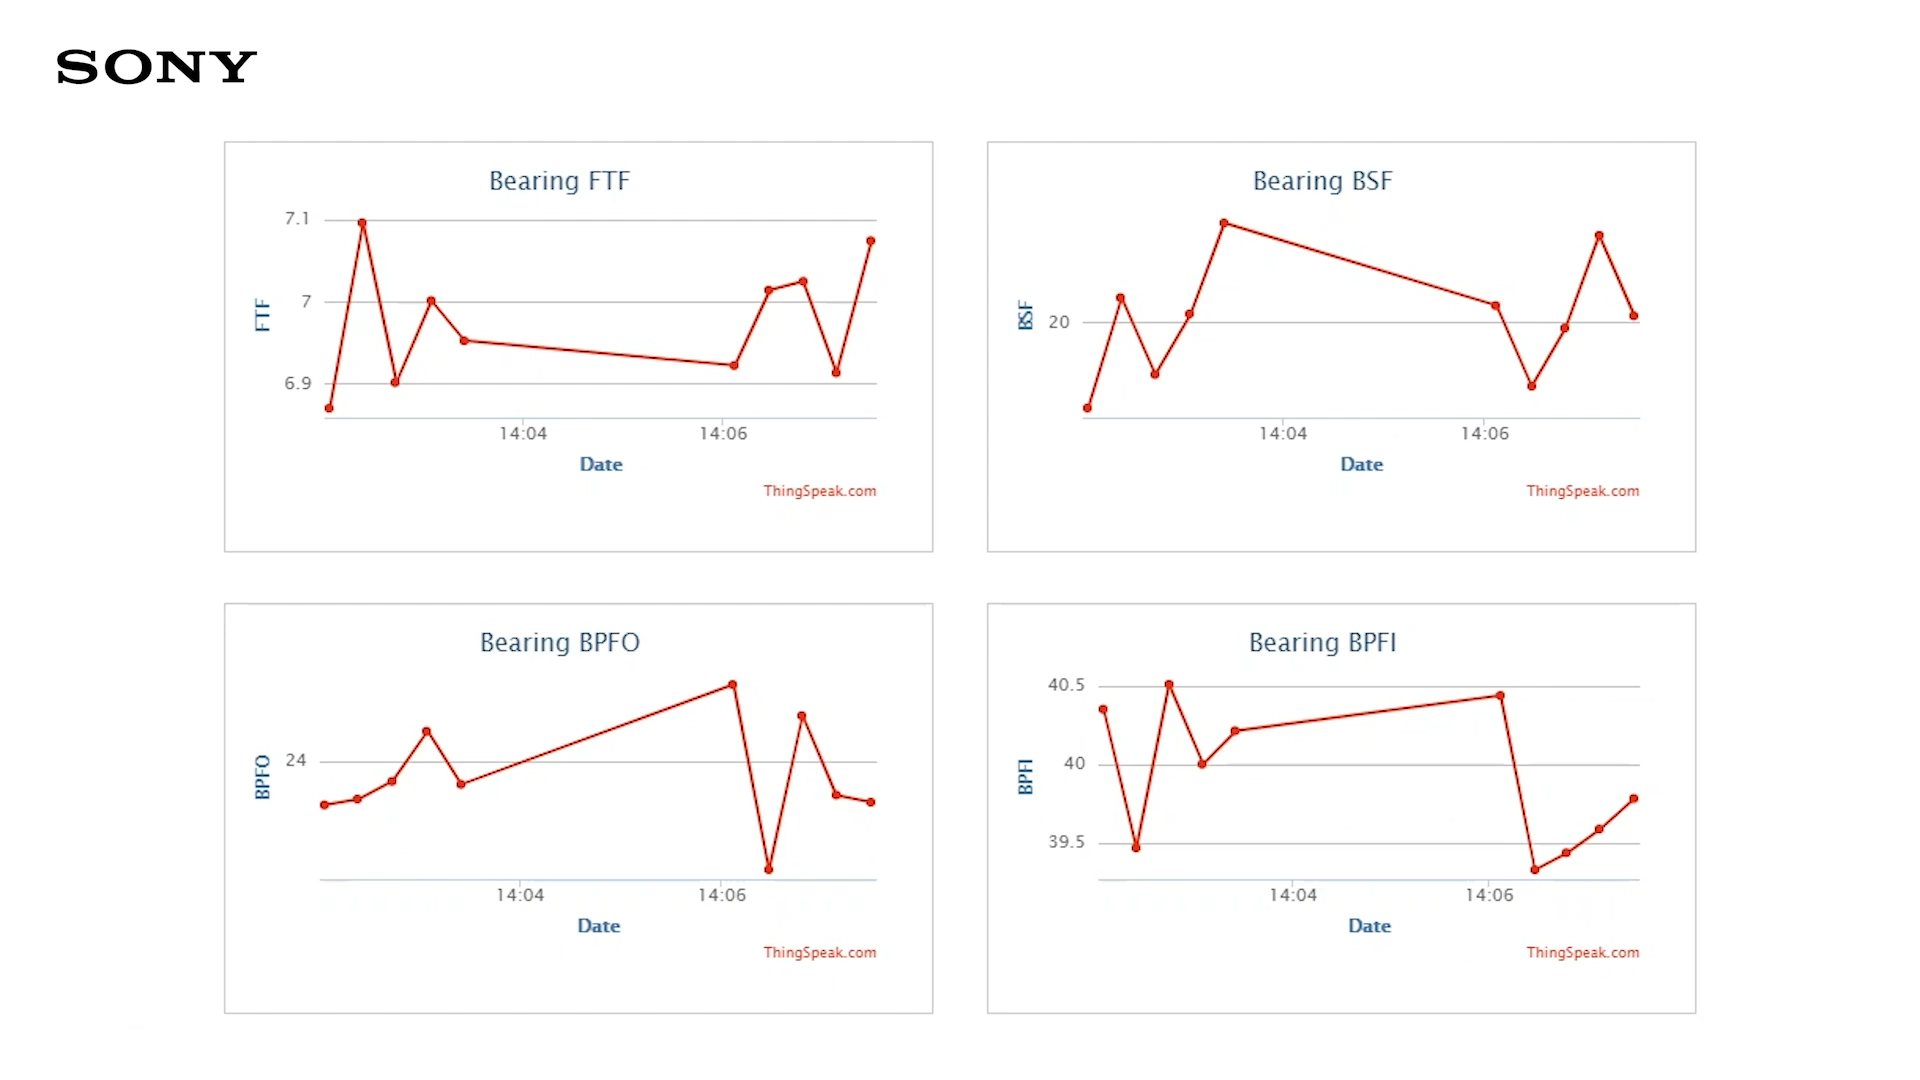 SONY
Bearing FTF
7.1
7
6.9
FTF
14:04 14:06
Date
ThingSpeak.com
Bearing BSF
20
BSF
14:04 14:06
Date
ThingSpeak.com
Bearing BPFO
24
BPFO
14:04 14:06
Date
ThingSpeak.com
Bearing BPFI
40.5
40
39.5
BPFI
14:04 14:06
Date
ThingSpeak.com